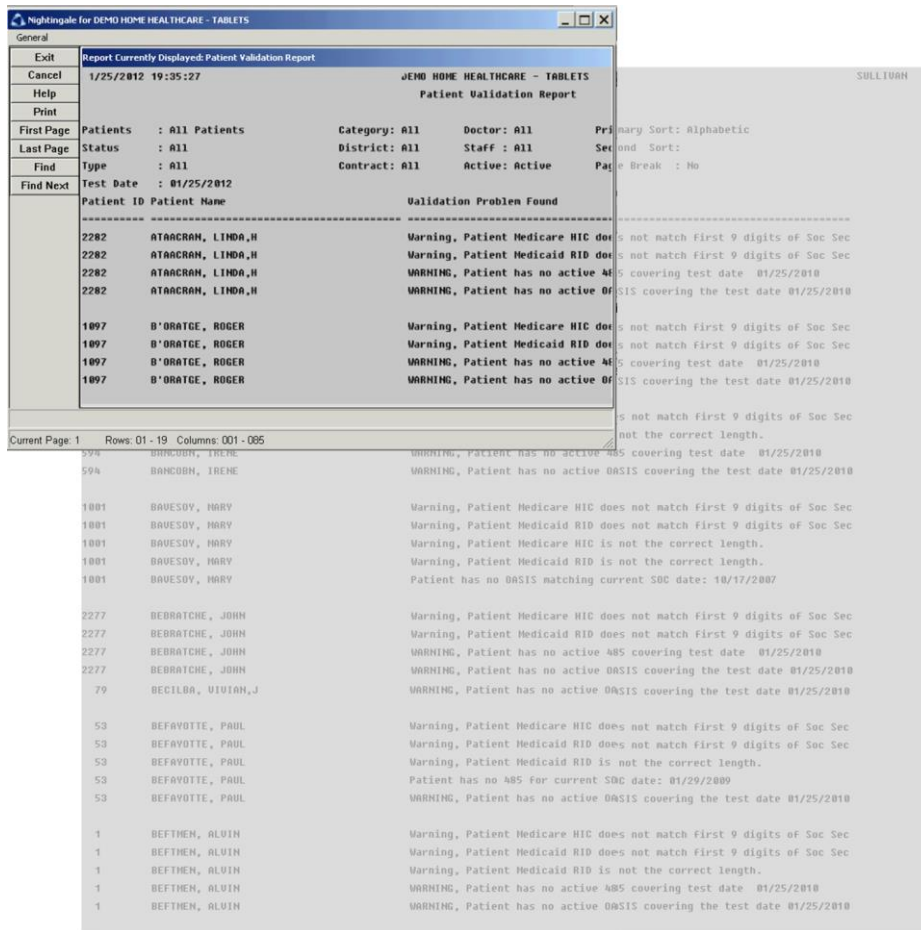 Nightingale for DEMO HOME HEALTHCARE - TABLETS
General
Exit
Cancel
Help
Print
First Page
Last Page
Find
Find Next
Report Currently Displayed: Patient Validation Report
1/25/2012 19:35:27 DEMO HOME HEALTHCARE - TABLETS SULLIVAN
Patient Validation Report
Patients : All Patients Category: All Doctor: All Primary Sort: Alphabetic
Status : All District: All Staff : All Second Sort:
Type : All Contract: All Active: Active Page Break : No
Test Date : 01/25/2012
Patient ID Patient Name Validation Problem Found
2282 ATAACRAN, LINDA,H Warning, Patient Medicare HIC does not match First 9 digits of Soc Sec
2282 ATAACRAN, LINDA,H Warning, Patient Medicaid RID does not match First 9 digits of Soc Sec
2282 ATAACRAN, LINDA,H WARNING, Patient has no active 485 covering test date 01/25/2010
2282 ATAACRAN, LINDA,H WARNING, Patient has no active OASIS covering the test date 01/25/2010
1097 B'ORATGE, ROGER Warning, Patient Medicare HIC does not match First 9 digits of Soc Sec
1097 B'ORATGE, ROGER Warning, Patient Medicaid RID does not match First 9 digits of Soc Sec
1097 B'ORATGE, ROGER WARNING, Patient has no active 485 covering test date 01/25/2010
1097 B'ORATGE, ROGER WARNING, Patient has no active OASIS covering the test date 01/25/2010
s not match First 9 digits of Soc Sec
not the correct length.
Current Page: 1 Rows: 01 - 19 Columns: 001 - 085
594 BANCOBN, IRENE WARNING, Patient has no active 485 covering test date 01/25/2010
594 BANCOBN, IRENE WARNING, Patient has no active OASIS covering the test date 01/25/2010
1001 BAVESOY, MARY Warning, Patient Medicare HIC does not match First 9 digits of Soc Sec
1001 BAVESOY, MARY Warning, Patient Medicaid RID does not match First 9 digits of Soc Sec
1001 BAVESOY, MARY Warning, Patient Medicare HIC is not the correct length.
1001 BAVESOY, MARY Warning, Patient Medicaid RID is not the correct length.
1001 BAVESOY, MARY Patient has no OASIS matching current SOC date: 10/17/2007
2277 BEBRATCHE, JOHN Warning, Patient Medicare HIC does not match First 9 digits of Soc Sec
2277 BEBRATCHE, JOHN Warning, Patient Medicaid RID does not match First 9 digits of Soc Sec
2277 BEBRATCHE, JOHN WARNING, Patient has no active 485 covering test date 01/25/2010
2277 BEBRATCHE, JOHN WARNING, Patient has no active OASIS covering the test date 01/25/2010
79 BECILBA, VIVIAN,J WARNING, Patient has no active OASIS covering the test date 01/25/2010
53 BEFAYOTTE, PAUL Warning, Patient Medicare HIC does not match First 9 digits of Soc Sec
53 BEFAYOTTE, PAUL Warning, Patient Medicaid RID does not match First 9 digits of Soc Sec
53 BEFAYOTTE, PAUL Warning, Patient Medicaid RID is not the correct length.
53 BEFAYOTTE, PAUL Patient has no 485 for current SOC date: 01/29/2009
53 BEFAYOTTE, PAUL WARNING, Patient has no active OASIS covering the test date 01/25/2010
1 BEFTMEN, ALVIN Warning, Patient Medicare HIC does not match First 9 digits of Soc Sec
1 BEFTMEN, ALVIN Warning, Patient Medicaid RID does not match First 9 digits of Soc Sec
1 BEFTMEN, ALVIN Warning, Patient Medicaid RID is not the correct length.
1 BEFTMEN, ALVIN WARNING, Patient has no active 485 covering test date 01/25/2010
1 BEFTMEN, ALVIN WARNING, Patient has no active OASIS covering the test date 01/25/2010